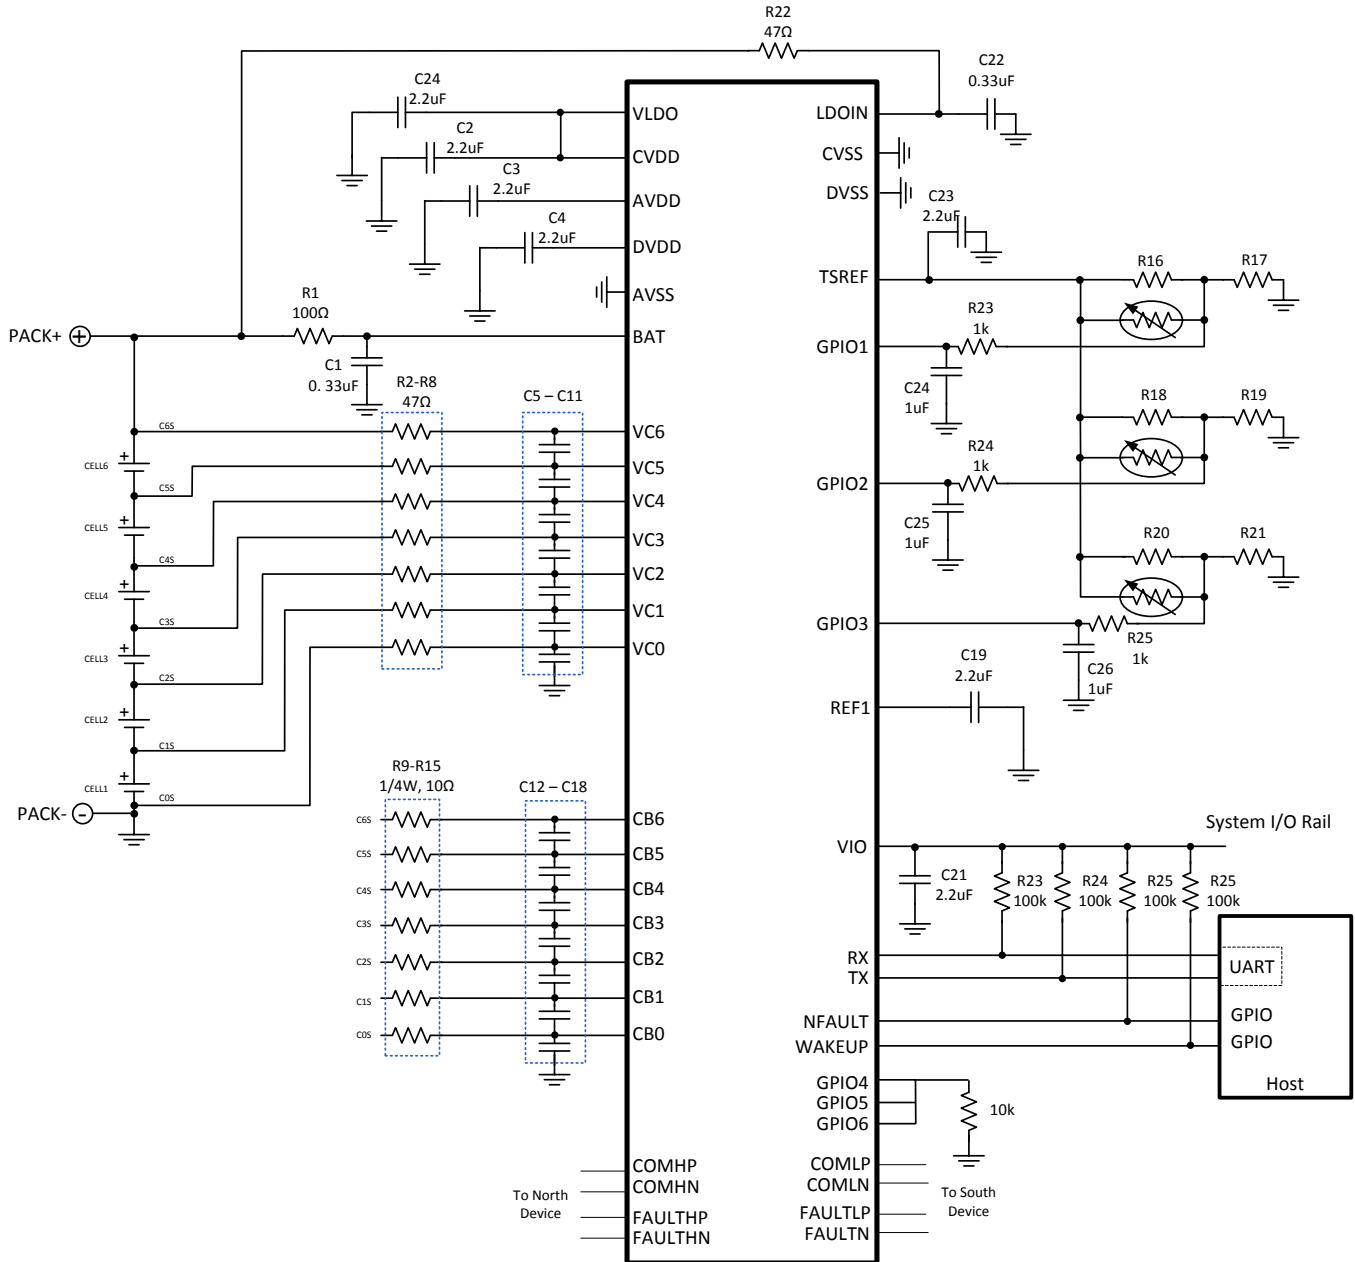 R22
47Ω
C24
2.2uF
C22
0.33uF
VLDO
LDOIN
C2
2.2uF
CVDD
CVSS
C3
2.2uF
AVDD
DVSS
C23
2.2uF
C4
2.2uF
DVDD
TSREF
R16
R17
AVSS
R1
100Ω
R23
1k
PACK+
+
BAT
GPIO1
C1
0. 33uF
R2-R8
47Ω
C5 – C11
C24
1uF
R18
R19
C6S
VC6
+
CELL6
C5S
VC5
R24
1k
GPIO2
C4S
VC4
+
CELL5
C3S
VC3
C25
1uF
R20
R21
VC2
+
CELL4
VC1
GPIO3
+
CELL3
C2S
VC0
R25
1k
C26
1uF
C19
2.2uF
REF1
+
CELL2
C1S
+
CELL1
C0S
PACK-
-
R9-R15
1/4W, 10Ω
C12 – C18
C6S
CB6
System I/O Rail
VIO
C5S
CB5
C21
2.2uF
R23
100k
R24
100k
R25
100k
R25
100k
C4S
CB4
C3S
CB3
C2S
CB2
RX
UART
TX
C1S
CB1
NFAULT
GPIO
C0S
CB0
WAKEUP
GPIO
Host
GPIO4
GPIO5
GPIO6
10k
COMHP
COMHN
COMLP
COMLN
To North
Device
To South
Device
FAULTHP
FAULTHN
FAULTLP
FAULTN